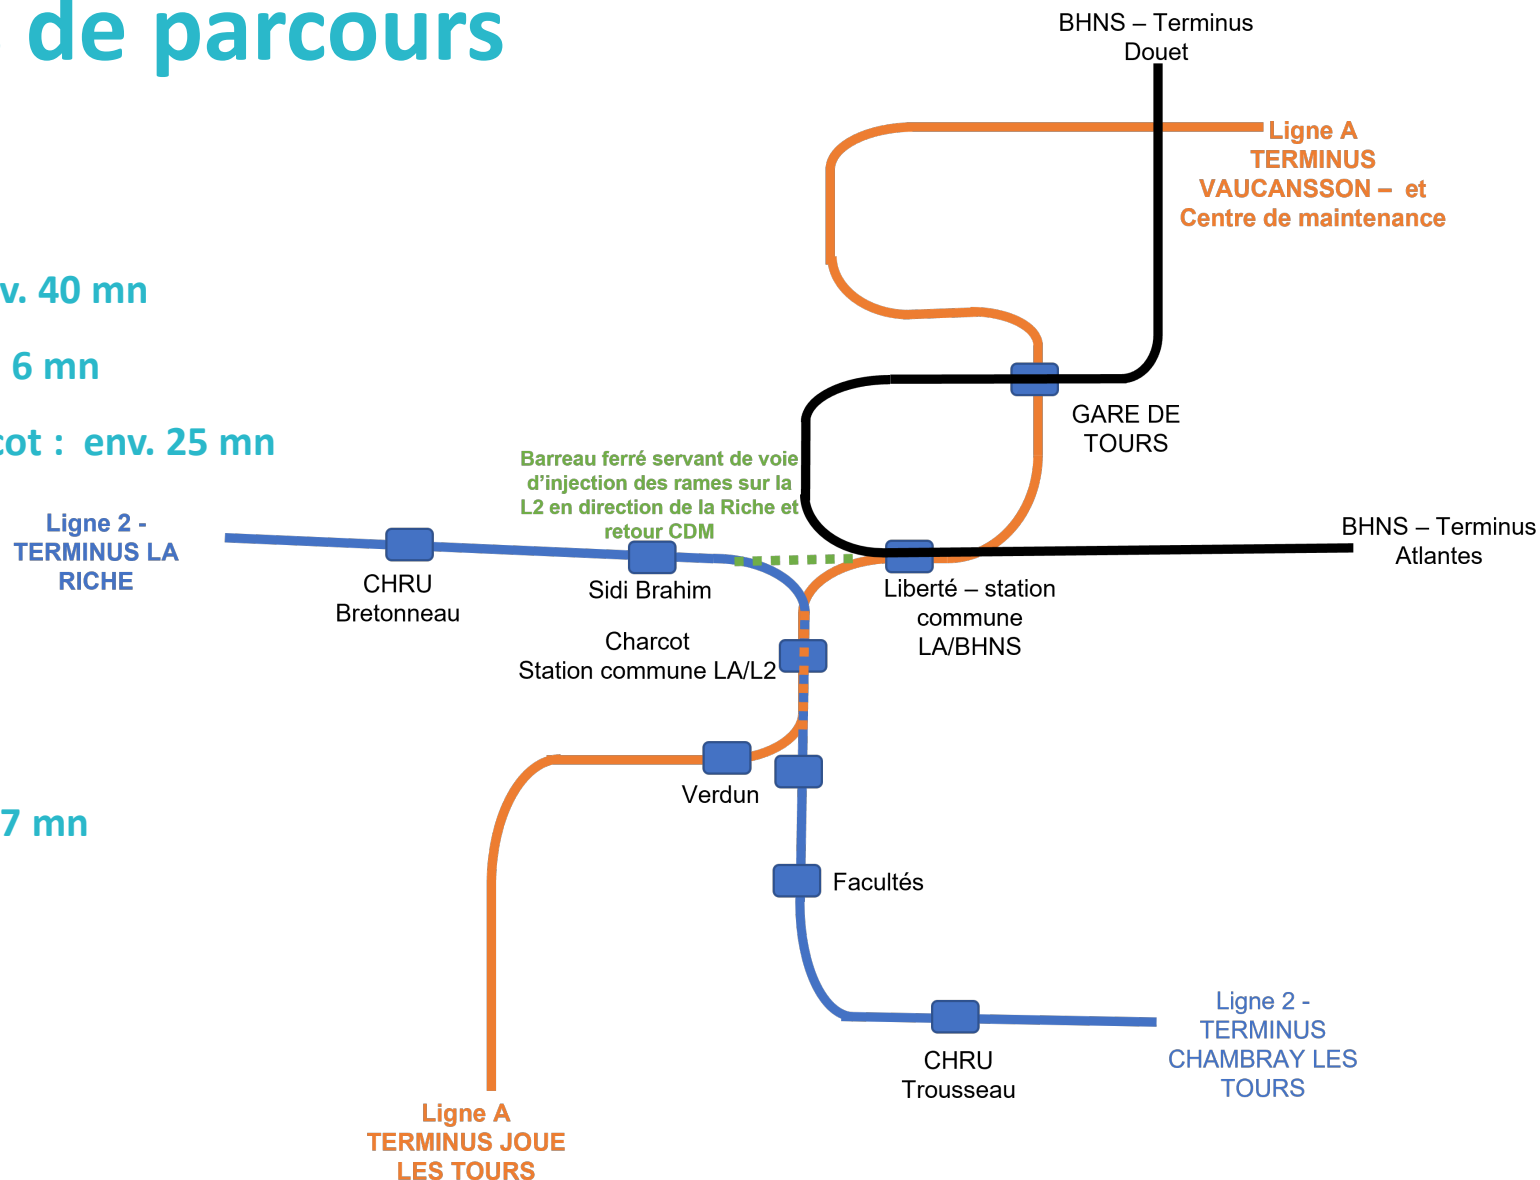 de parcours
BHNS – Terminus
Douet
Ligne A
TERMINUS
VAUCANSSON – et
Centre de maintenance
v. 40 mn
6 mn
cot : env. 25 mn
GARE DE
TOURS
Barreau ferré servant de voie
d'injection des rames sur la
L2 en direction de la Riche et
retour CDM
Ligne 2 -
TERMINUS LA
RICHE
CHRU
Bretonneau
Sidi Brahim
BHNS – Terminus
Atlantes
Liberté – station
commune
LA/BHNS
Charcot
Station commune LA/L2
Verdun
7 mn
Facultés
CHRU
Trousseau
Ligne 2 -
TERMINUS
CHAMBRAY LES
TOURS
Ligne A
TERMINUS JOUE
LES TOURS